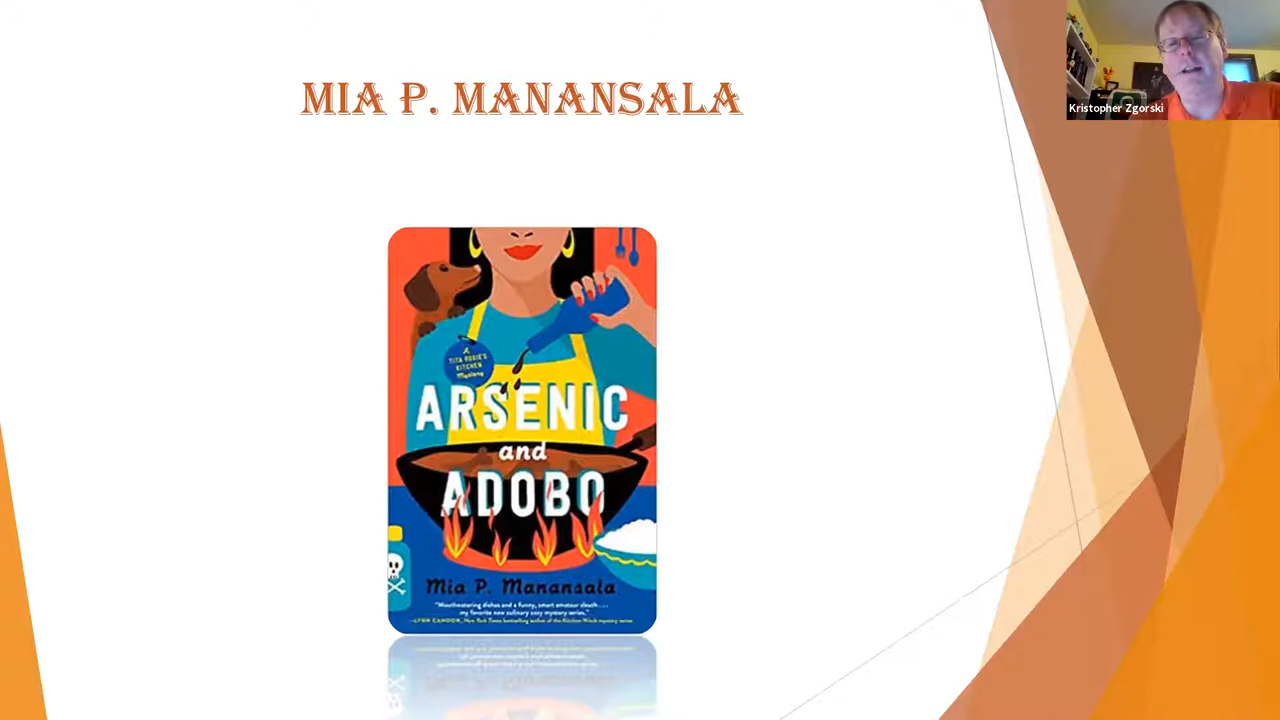 MIA P. MANANSALA
Kristopher Zgorski
A
TITA ROSIE'S
KITCHEN
Mystery
ARSENIC
and
ADOBO
Mia P. Manansala
"Mouthwatering dishes and a funny, smart amateur sleuth . . .
my favorite new culinary cozy mystery series."
—LYNN CAHOON, New York Times bestselling author of the Kitchen Witch mystery series